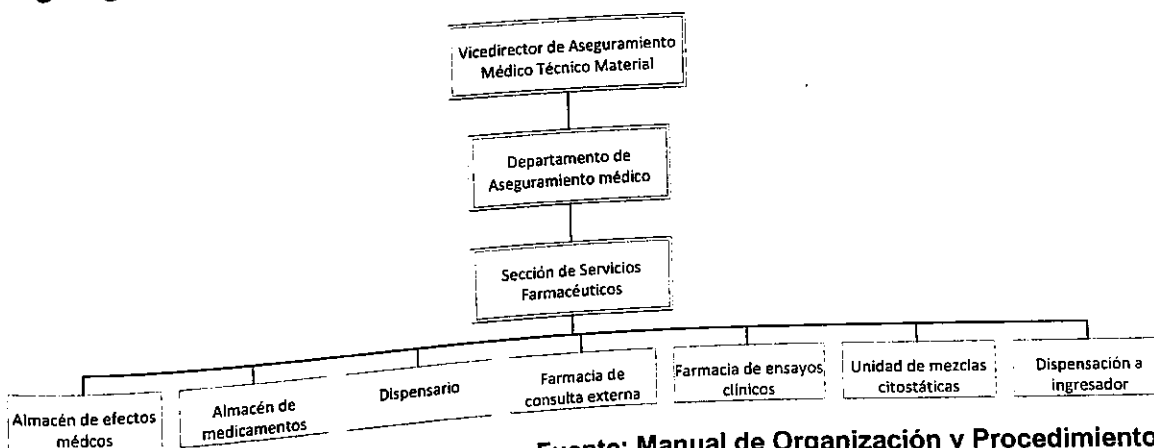 Vicedirector de Aseguramiento
Médico Técnico Material
Departamento de
Aseguramiento médico
Sección de Servicios
Farmacéuticos
Almacén de efectos
médcos
Almacén de
medicamentos
Dispensario
Farmacia de
consulta externa
Farmacia de ensayos
clínicos
Unidad de mezclas
citostáticas
Dispensación a
ingresador
Fuente: Manual de Organización y Procedimiento